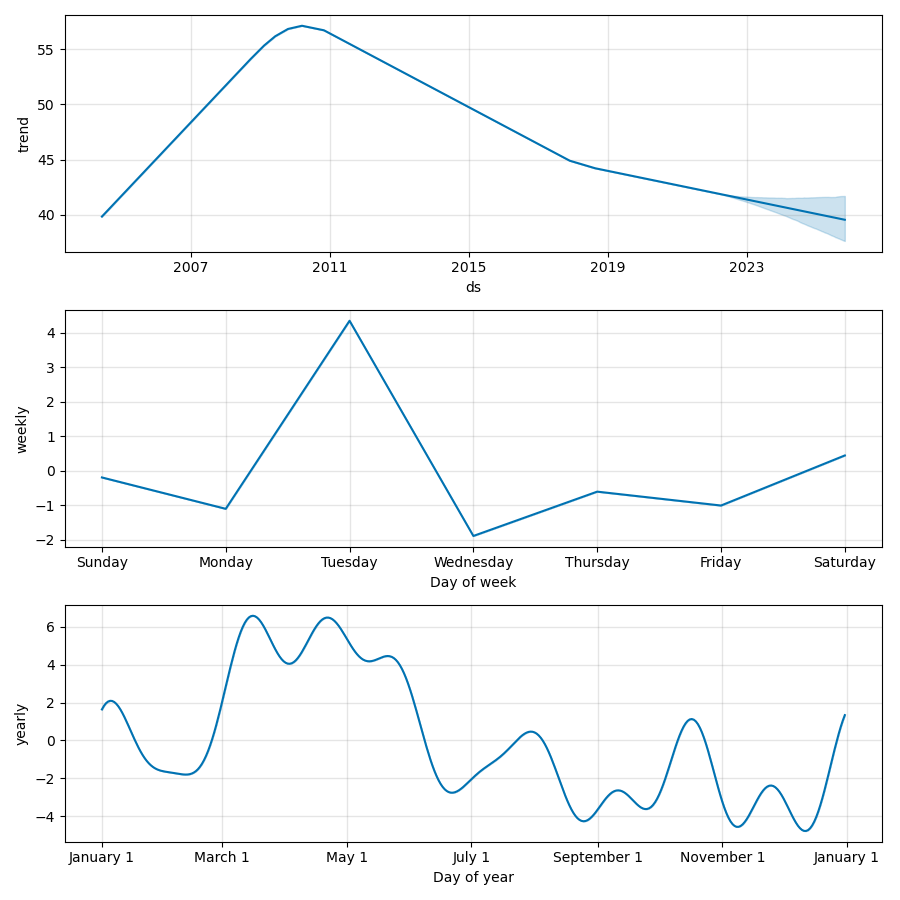 55
50
45
40
trend
2007 2011 2015 2019 2023
ds
4
3
2
1
0
−1
−2
weekly
Sunday Monday Tuesday Wednesday Thursday Friday Saturday
Day of week
6
4
2
0
−2
−4
yearly
January 1 March 1 May 1 July 1 September 1 November 1 January 1
Day of year